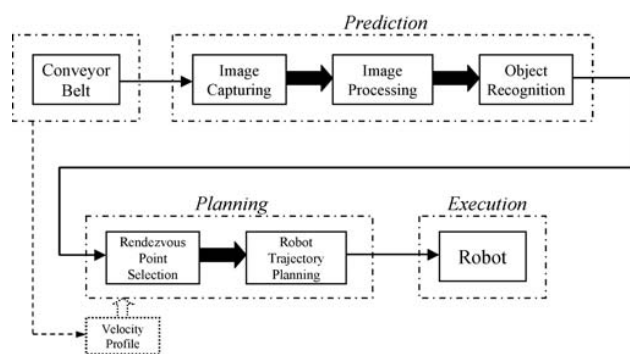 Prediction
Conveyor
Belt
Image
Capturing
Image
Processing
Object
Recognition
Planning
Execution
Rendezvous
Point
Selection
Robot
Trajectory
Planning
Robot
Velocity
Profile